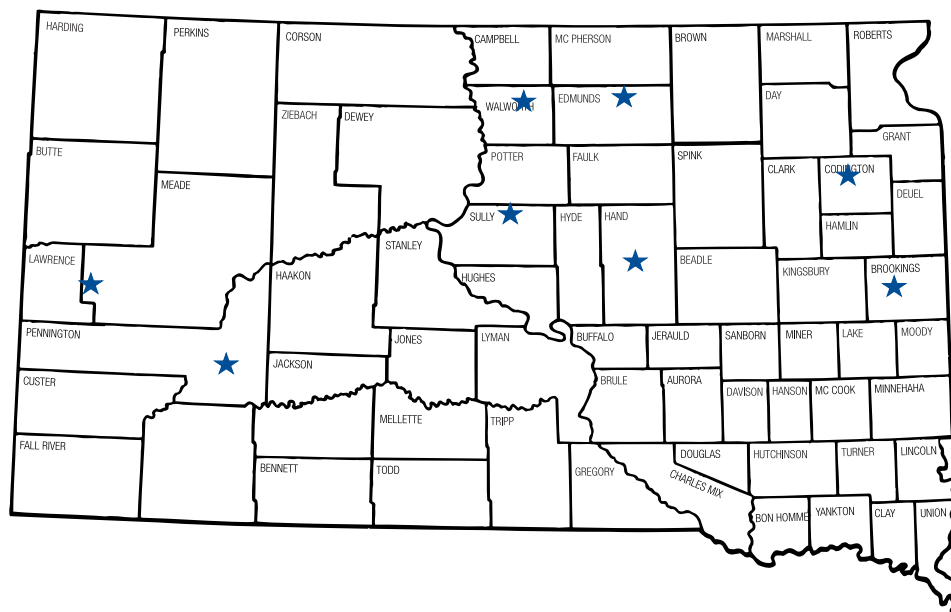 HARDING
PERKINS
CORSON
CAMPBELL
MC PHERSON
BROWN
MARSHALL
ROBERTS
WALWORTH
EDMUNDS
DAY
ZIEBACH
DEWEY
GRANT
BUTTE
MEADE
POTTER
FAULK
SPINK
CLARK
CODINGTON
DEUEL
SULLY
HYDE
HAND
HAMLIN
LAWRENCE
STANLEY
HAAKON
HUGHES
BEADLE
KINGSBURY
BROOKINGS
PENNINGTON
JACKSON
JONES
LYMAN
BUFFALO
JERAULD
SANBORN
MINER
LAKE
MOODY
CUSTER
BRULE
AURORA
DAVISON
HANSON
MC COOK
MINNEHAHA
FALL RIVER
MELLETTE
TRIPP
BENNETT
TODD
GREGORY
DOUGLAS
CHARLES MIX
HUTCHINSON
TURNER
LINCOLN
BON HOMME
YANKTON
CLAY
UNION